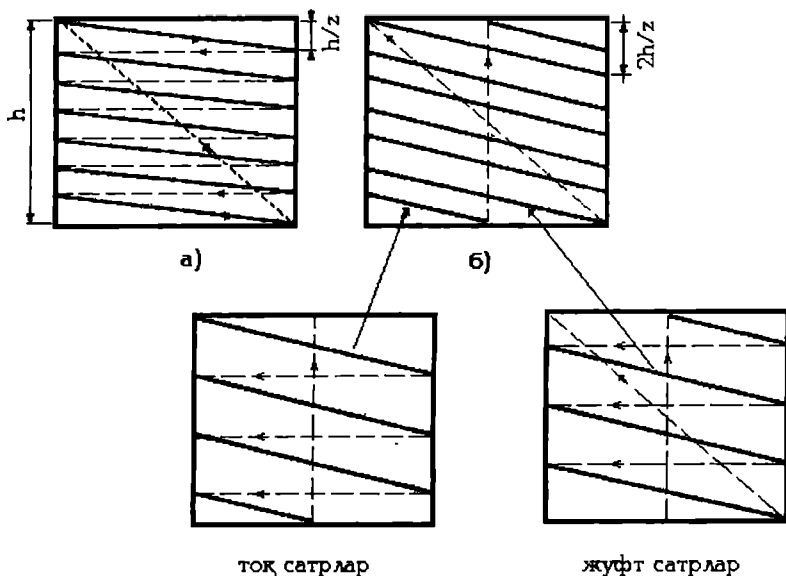 h
h/z
2h/z
а)
б)
тоқ сатрлар
жуфт сатрлар